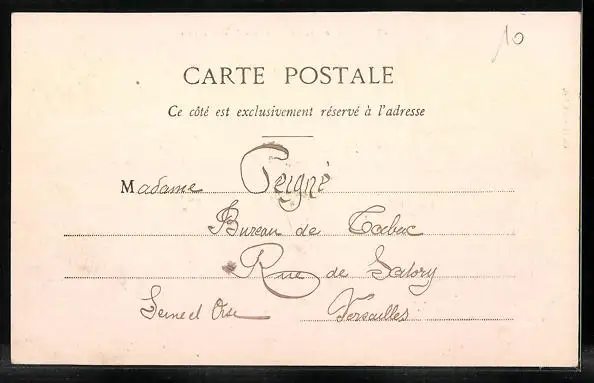 10
CARTE POSTALE
Ce côté est exclusivement réservé à l'adresse
Madame Teigné
Bureau de Tabac
Rue de Satory
Seine et Oise Versailles